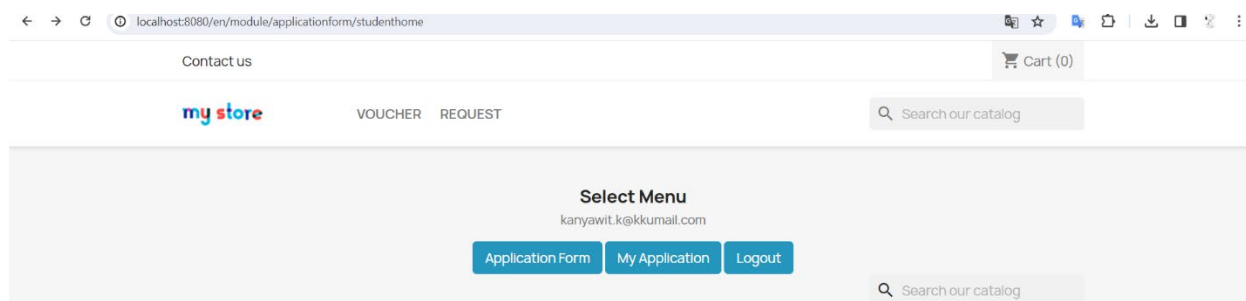 localhost:8080/en/module/applicationform/studenthome
Contact us
Cart (0)
my store
VOUCHER REQUEST
Search our catalog
Select Menu
kanyawit.k@kkumail.com
Application Form My Application Logout
Search our catalog